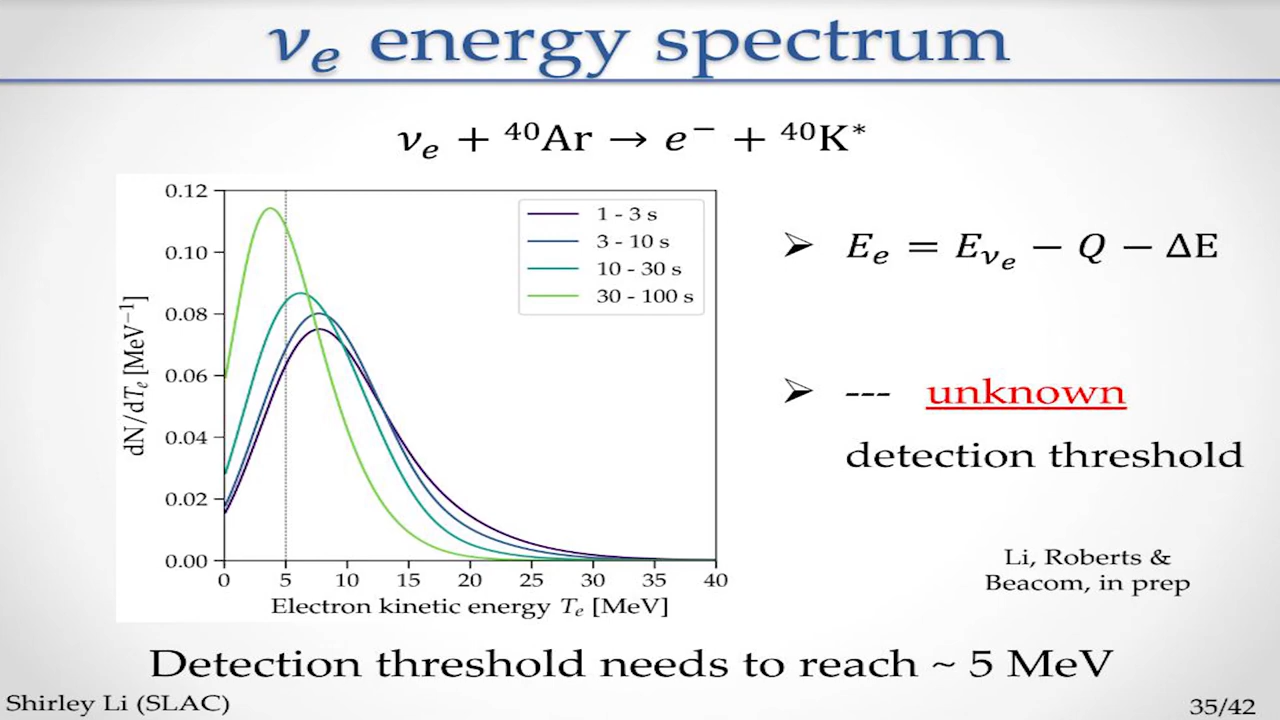 νₑ energy spectrum
νₑ + ⁴⁰Ar → e⁻ + ⁴⁰K*
0.12
0.10
0.08
0.06
0.04
0.02
0.00
dN/dTₑ [MeV⁻¹]
1 - 3 s
3 - 10 s
10 - 30 s
30 - 100 s
0 5 10 15 20 25 30 35 40
Electron kinetic energy Tₑ [MeV]
➢ Eₑ = E_νₑ − Q − ΔE
➢ --- unknown
detection threshold
Li, Roberts &
Beacom, in prep
Detection threshold needs to reach ~ 5 MeV
Shirley Li (SLAC)
35/42